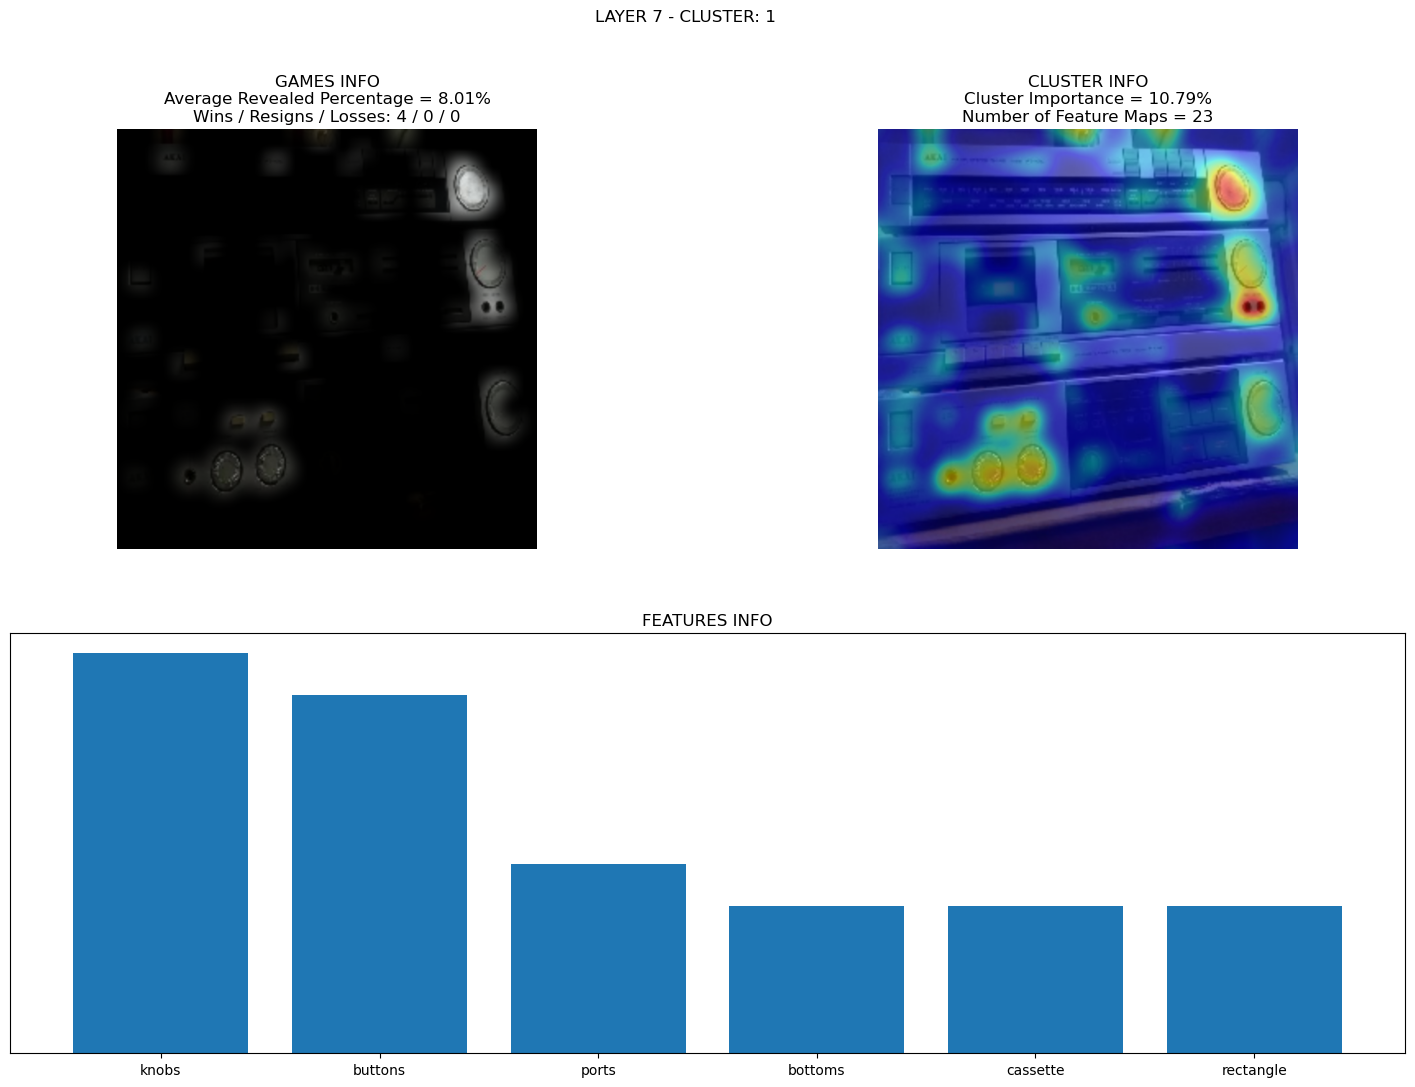 LAYER 7 - CLUSTER: 1
GAMES INFO
Average Revealed Percentage = 8.01%
Wins / Resigns / Losses: 4 / 0 / 0
CLUSTER INFO
Cluster Importance = 10.79%
Number of Feature Maps = 23
AKAI
FEATURES INFO
knobs
buttons
ports
bottoms
cassette
rectangle